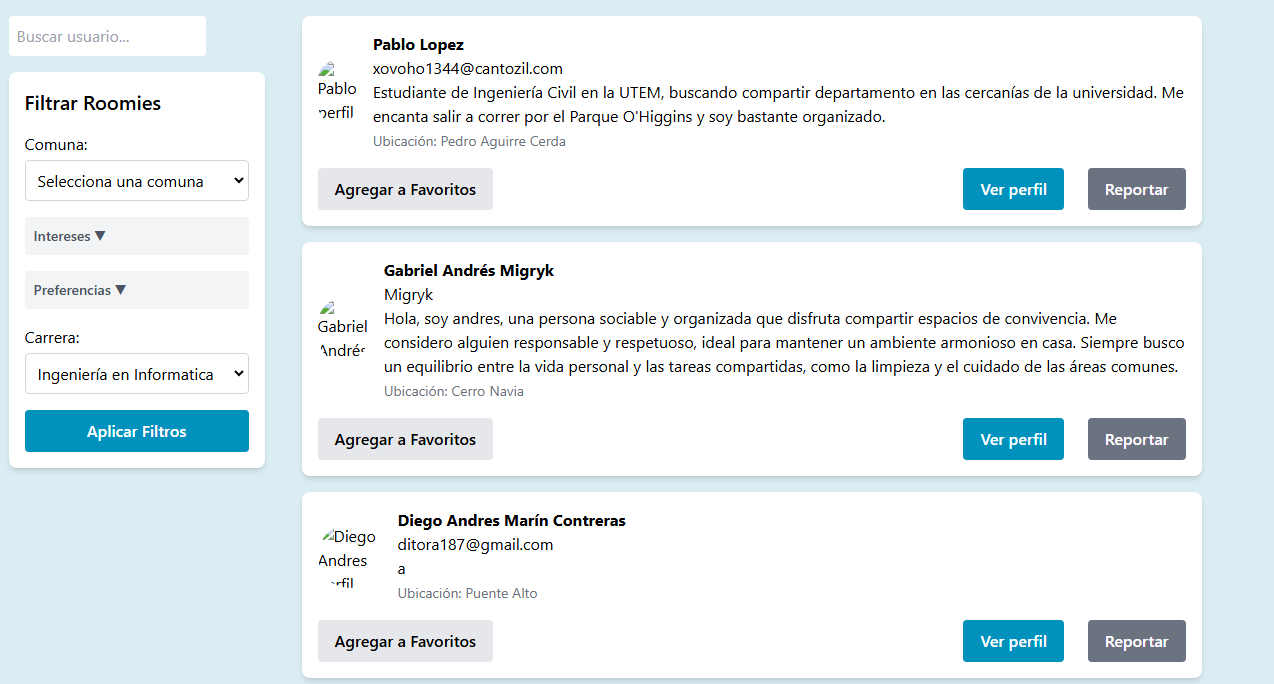 Buscar usuario...
Filtrar Roomies
Comuna:
Selecciona una comuna
Intereses ▼
Preferencias ▼
Carrera:
Ingeniería en Informatica
Aplicar Filtros
Pablo Lopez
xovoho1344@cantozil.com
Pablo
perfil
Estudiante de Ingeniería Civil en la UTEM, buscando compartir departamento en las cercanías de la universidad. Me
encanta salir a correr por el Parque O'Higgins y soy bastante organizado.
Ubicación: Pedro Aguirre Cerda
Agregar a Favoritos
Ver perfil
Reportar
Gabriel Andrés Migryk
Migryk
Gabriel
Andrés
Hola, soy andres, una persona sociable y organizada que disfruta compartir espacios de convivencia. Me
considero alguien responsable y respetuoso, ideal para mantener un ambiente armonioso en casa. Siempre busco
un equilibrio entre la vida personal y las tareas compartidas, como la limpieza y el cuidado de las áreas comunes.
Ubicación: Cerro Navia
Agregar a Favoritos
Ver perfil
Reportar
Diego Andres Marín Contreras
ditora187@gmail.com
Diego
Andres
perfil
a
Ubicación: Puente Alto
Agregar a Favoritos
Ver perfil
Reportar